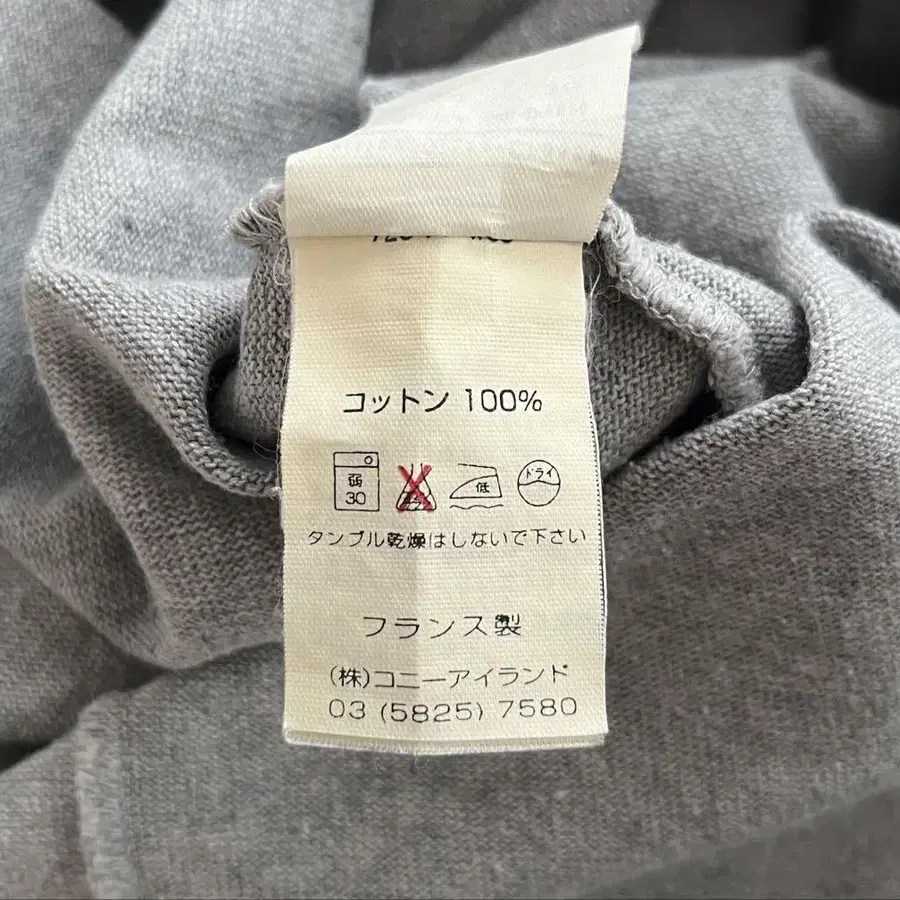 コットン 100%
弱 30 低 ドライ
タンブル乾燥はしないで下さい
フランス製
(株)コニーアイランド
03 (5825) 7580